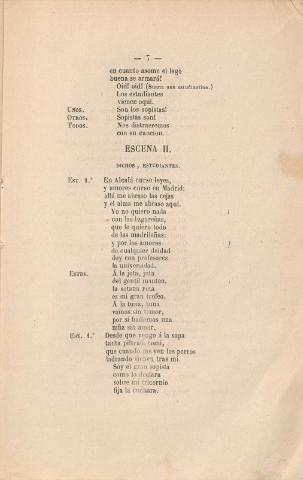 — 7 —
en cuanto asome el lego
buena se armará!
Oid! oid! (Suena una estudiantina.)
Los estudiantes
vienen aquí.
UNOS. Son los sopistas!
OTROS. Sopistas son!
TODOS. Nos distraeremos
con su cancion.
ESCENA II.
DICHOS, ESTUDIANTES.
EST. 1.° En Alcalá curso leyes,
y amores curso en Madrid;
allá me abraso las cejas
y el alma me abraso aquí.
Yo no quiero nada
con las lugareñas,
que lo quiero todo
de las madrileñas;
y por los amores
de cualquier deidad
doy con profesores
la universidad.
ESTUS. Á la jota, jota
del gentil manteo,
la sotana rota
es mi gran trofeo.
Á la tuna, tuna
vamos sin temor,
por si hallamos una
niña sin amor.
EST. 1.° Desde que vengo á la sopa
tanta piltrafa comí,
que cuando me ven los perros
ladrando vienen tras mí.
Soy el gran sopista
como lo declara
sobre mi tricornio
fija la cuchara.